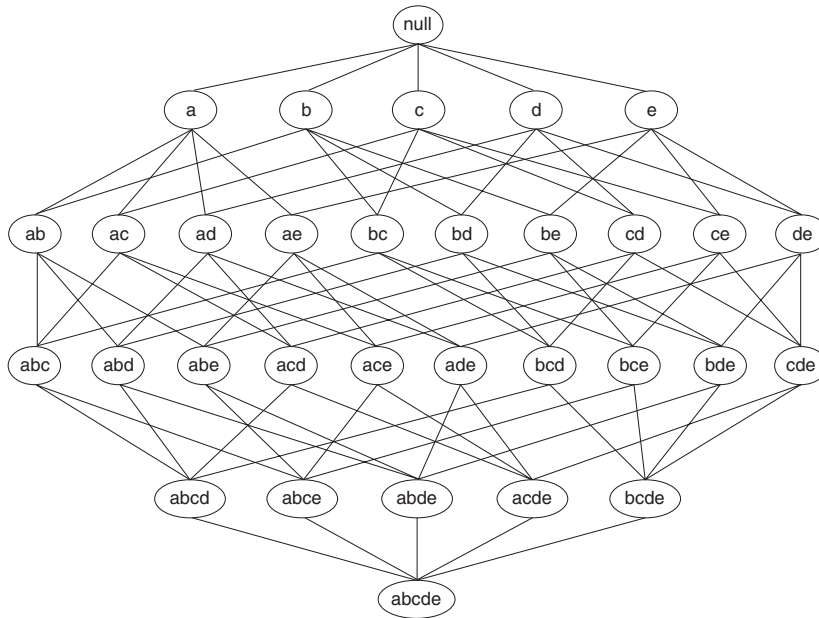 null
a b c d e
ab ac ad ae bc bd be cd ce de
abc abd abe acd ace ade bcd bce bde cde
abcd abce abde acde bcde
abcde